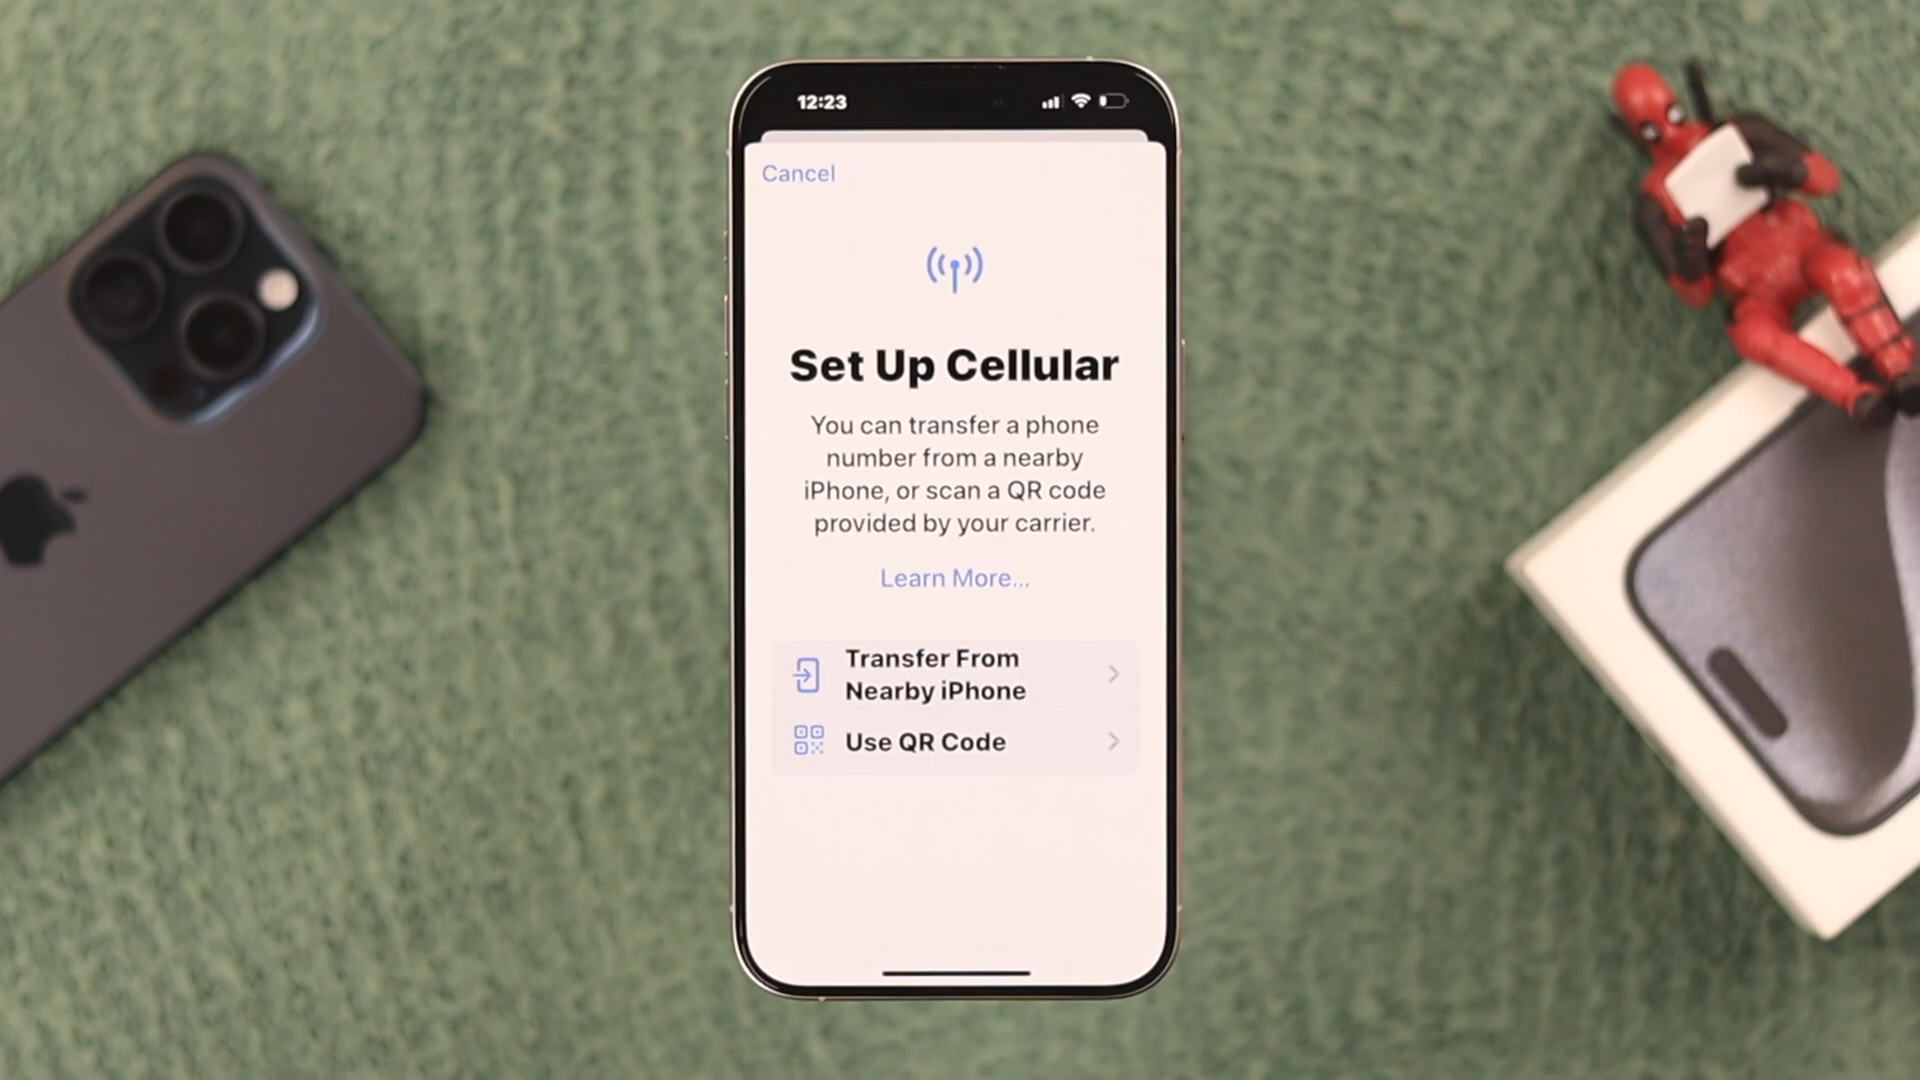 12:23
Cancel
Set Up Cellular
You can transfer a phone
number from a nearby
iPhone, or scan a QR code
provided by your carrier.
Learn More...
Transfer From
Nearby iPhone
Use QR Code